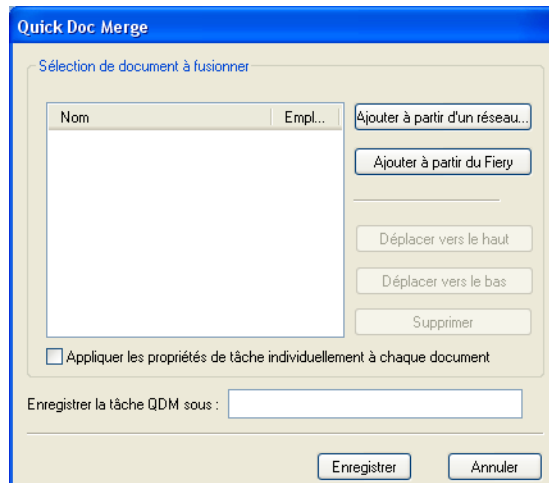 Quick Doc Merge
Sélection de document à fusionner
Nom Empl...
Ajouter à partir d'un réseau...
Ajouter à partir du Fiery
Déplacer vers le haut
Déplacer vers le bas
Supprimer
Appliquer les propriétés de tâche individuellement à chaque document
Enregistrer la tâche QDM sous :
Enregistrer Annuler